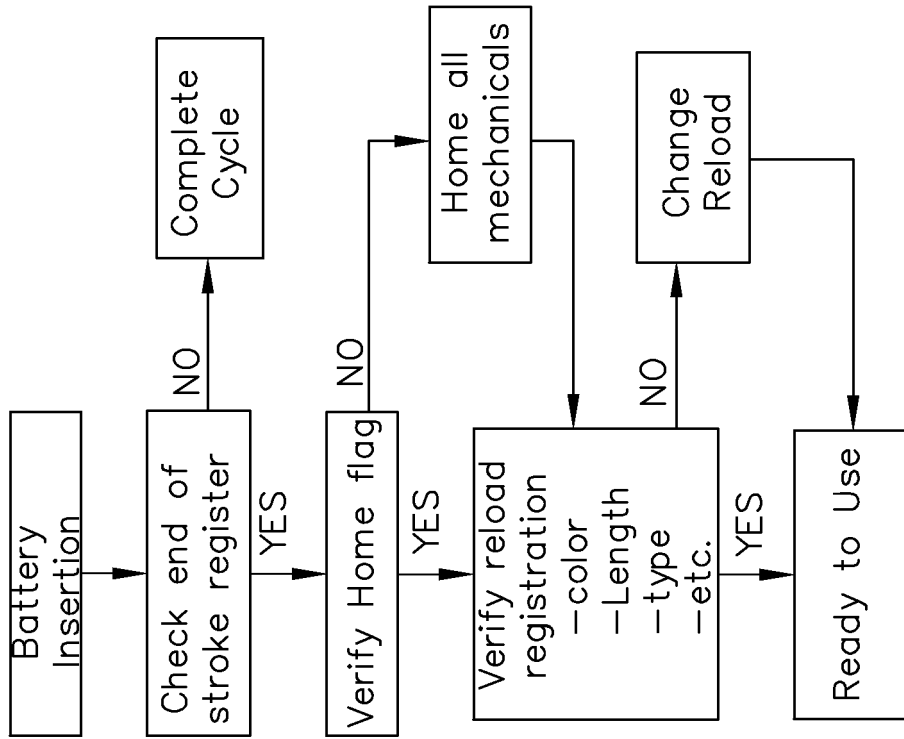 Battery
Insertion
Check end of
stroke register
NO
Complete
Cycle
YES
Verify Home flag
NO
Home all
mechanicals
YES
Verify reload
registration
-color
-Length
-type
-etc.
NO
Change
Reload
YES
Ready to Use